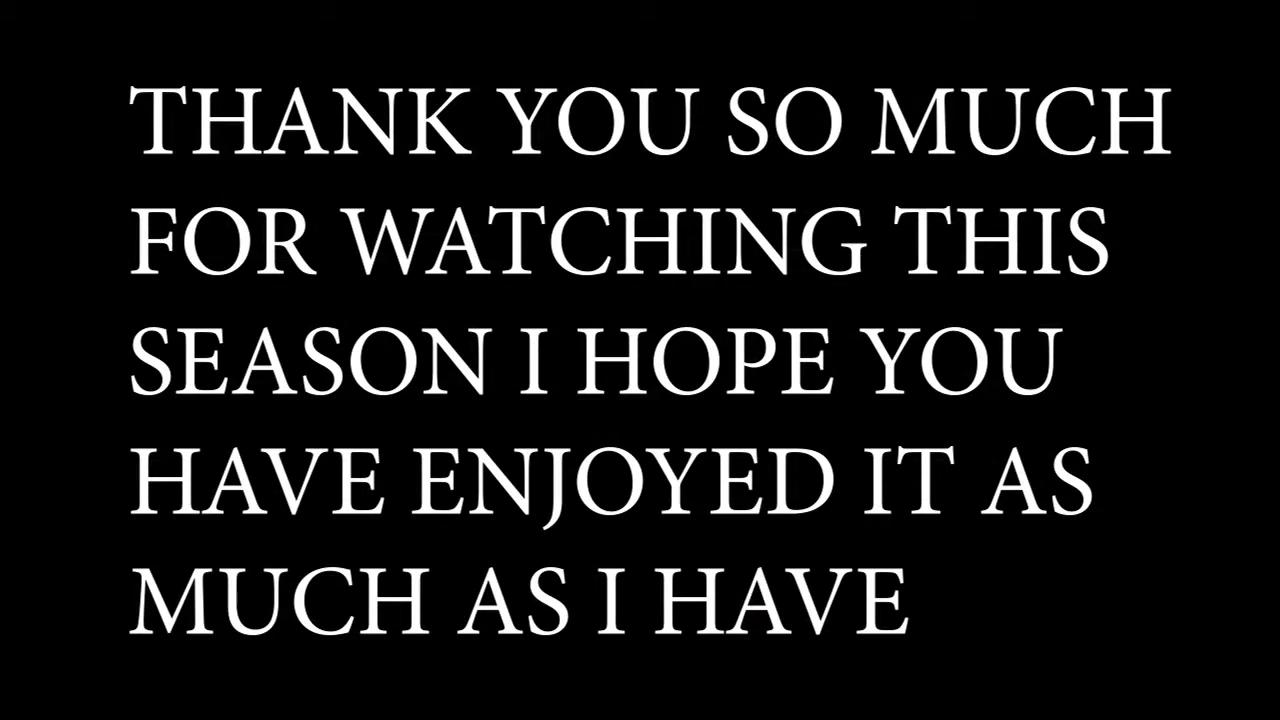 THANK YOU SO MUCH
FOR WATCHING THIS
SEASON I HOPE YOU
HAVE ENJOYED IT AS
MUCH AS I HAVE